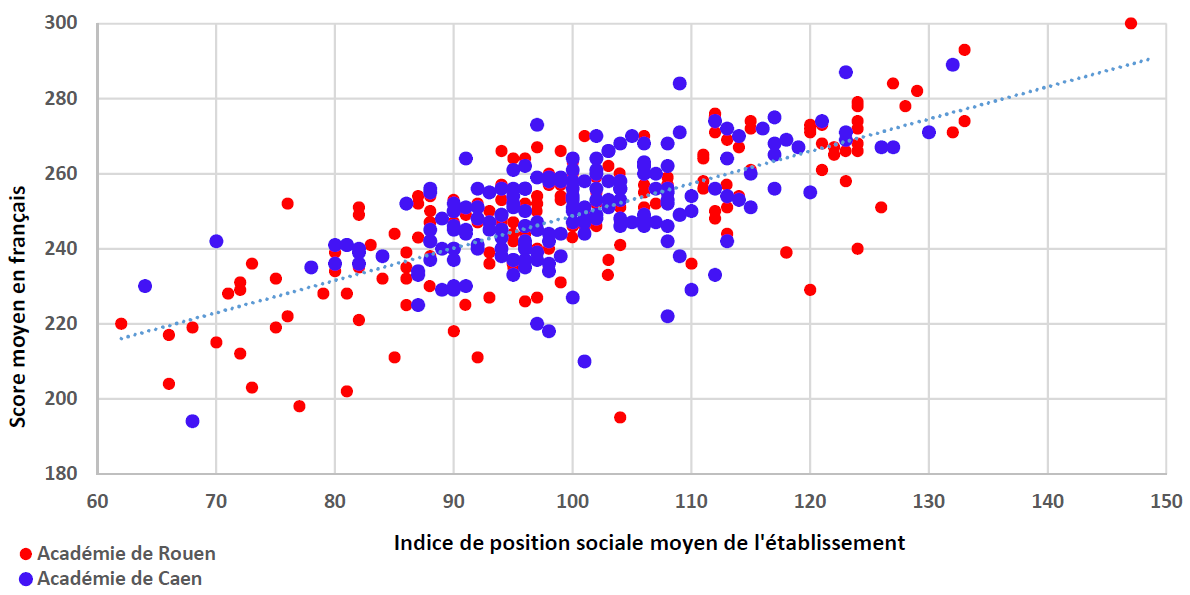 300
280
260
240
220
200
180
Score moyen en français
60 70 80 90 100 110 120 130 140 150
Indice de position sociale moyen de l'établissement
Académie de Rouen
Académie de Caen